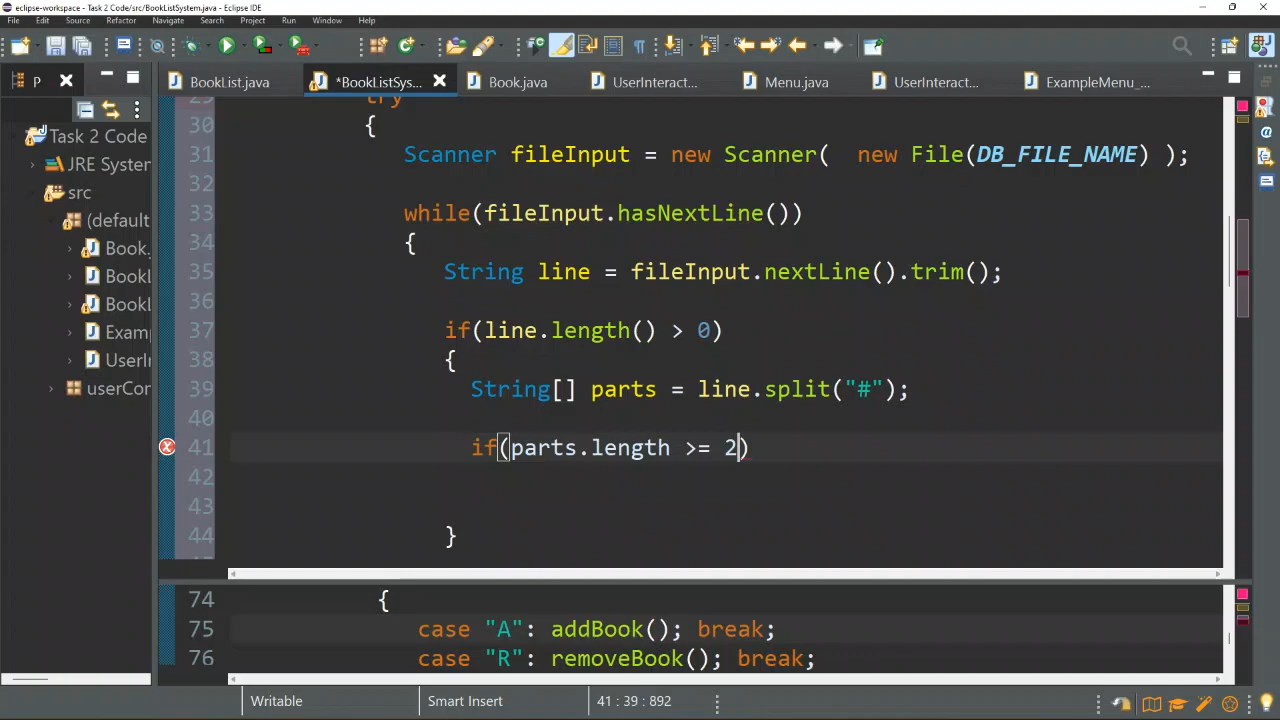 eclipse-workspace - Task 2 Code/src/BookListSystem.java - Eclipse IDE
File Edit Source Refactor Navigate Search Project Run Window Help
P
BookList.java
*BookListSys...
Book.java
UserInteract...
Menu.java
UserInteract...
ExampleMenu_...
Task 2 Code
JRE System
src
(default
Book.
BookL
BookL
Examp
UserIn
userCon
try
30 {
31 Scanner fileInput = new Scanner(  new File(DB_FILE_NAME) );
32
33 while(fileInput.hasNextLine())
34 {
35 String line = fileInput.nextLine().trim();
36
37 if(line.length() > 0)
38 {
39 String[] parts = line.split("#");
40
41 if(parts.length >= 2)
42
43
44 }
74 {
75 case "A": addBook(); break;
76 case "R": removeBook(); break;
Writable
Smart Insert
41 : 39 : 892